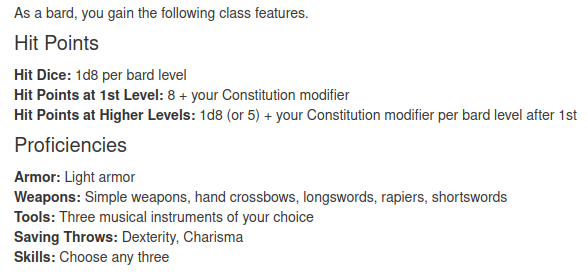 As a bard, you gain the following class features.
Hit Points
Hit Dice: 1d8 per bard level
Hit Points at 1st Level: 8 + your Constitution modifier
Hit Points at Higher Levels: 1d8 (or 5) + your Constitution modifier per bard level after 1st
Proficiencies
Armor: Light armor
Weapons: Simple weapons, hand crossbows, longswords, rapiers, shortswords
Tools: Three musical instruments of your choice
Saving Throws: Dexterity, Charisma
Skills: Choose any three